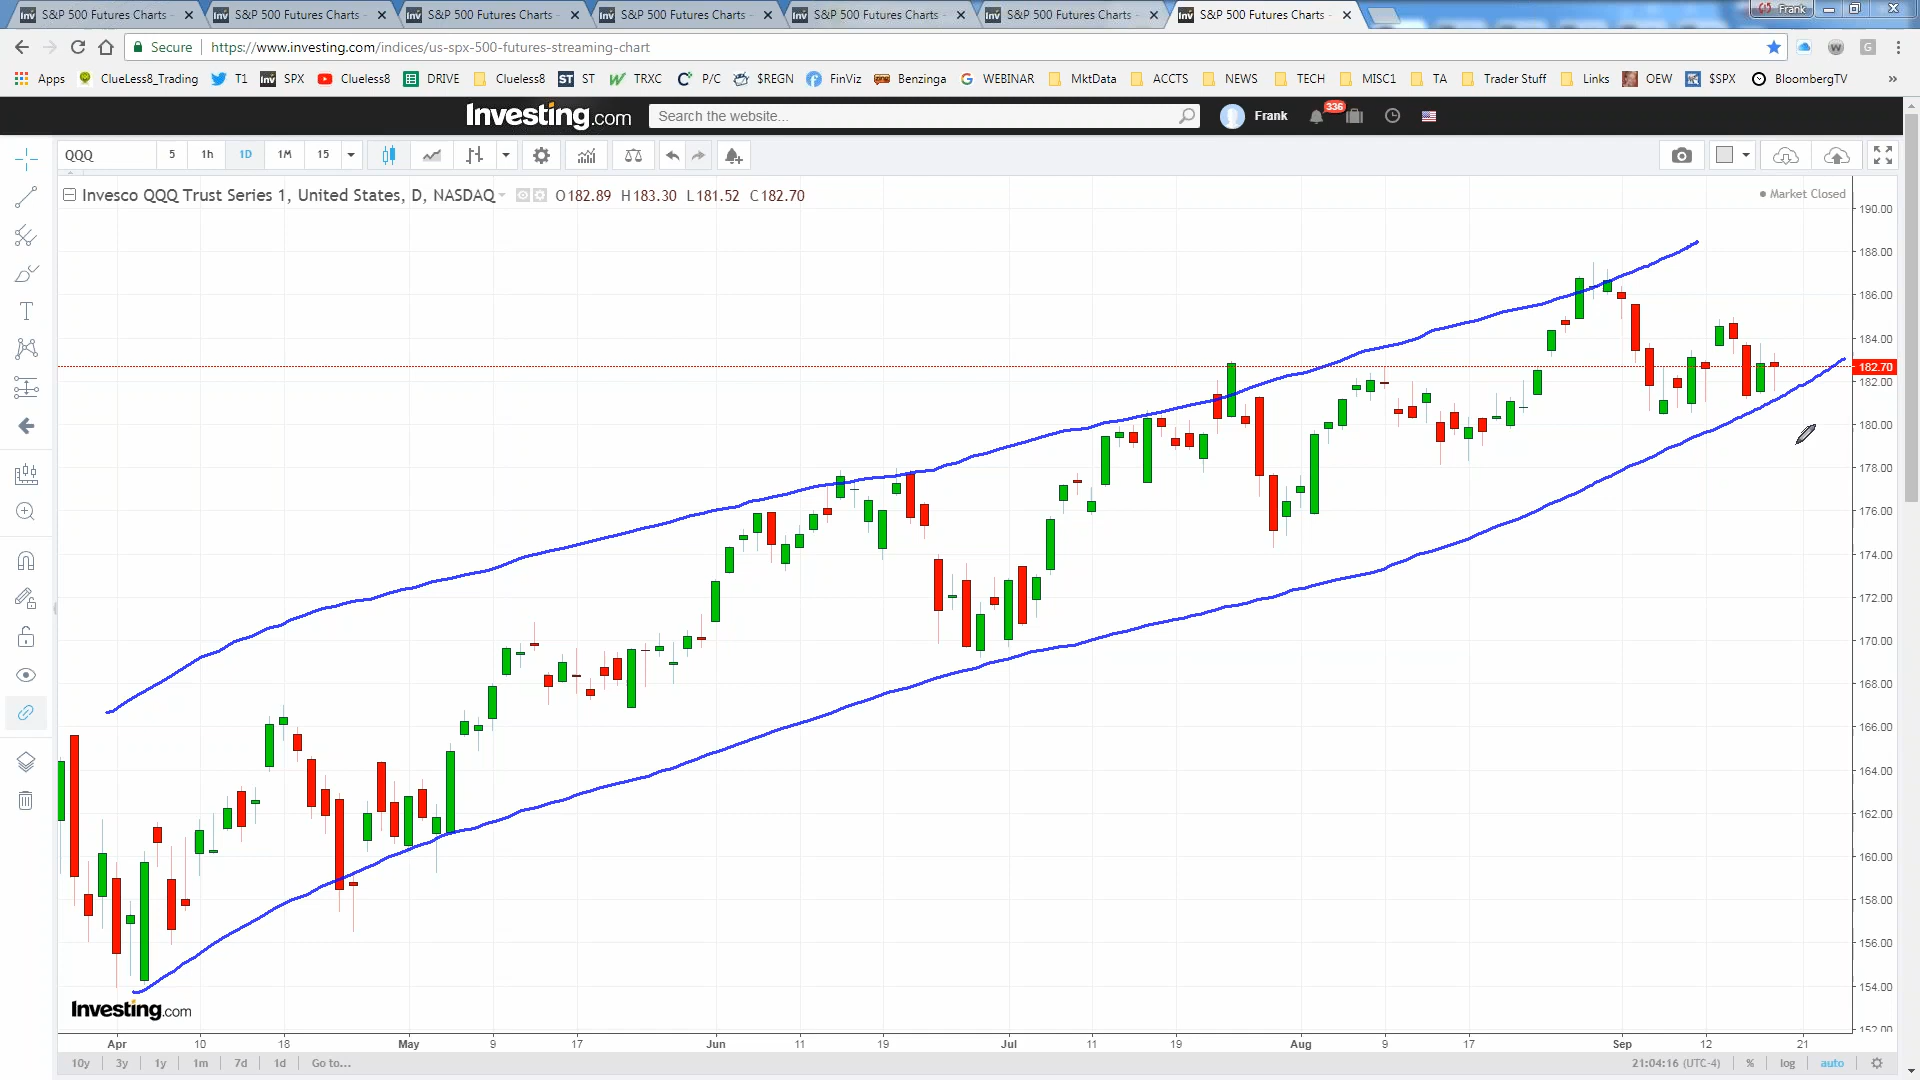 S&P 500 Futures Charts - S&P 500 Futures Charts - S&P 500 Futures Charts - S&P 500 Futures Charts - S&P 500 Futures Charts - S&P 500 Futures Charts - S&P 500 Futures Charts - Frank
Secure https://www.investing.com/indices/us-spx-500-futures-streaming-chart
Apps ClueLess8_Trading T1 SPX Clueless8 DRIVE Clueless8 ST TRXC P/C $REGN FinViz Benzinga WEBINAR MktData ACCTS NEWS TECH MISC1 TA Trader Stuff Links OEW $SPX BloombergTV »
Investing.com Search the website... Frank 336
QQQ 5 1h 1D 1M 15
Invesco QQQ Trust Series 1, United States, D, NASDAQ O182.89 H183.30 L181.52 C182.70 Market Closed
190.00
188.00
186.00
184.00
182.70
182.00
180.00
178.00
176.00
174.00
172.00
170.00
168.00
166.00
164.00
162.00
160.00
158.00
156.00
154.00
152.00
Investing.com
Apr 10 18 May 9 17 Jun 11 19 Jul 11 19 Aug 9 17 Sep 12 21
10y 3y 1y 1m 7d 1d Go to... 21:04:16 (UTC-4) % log auto